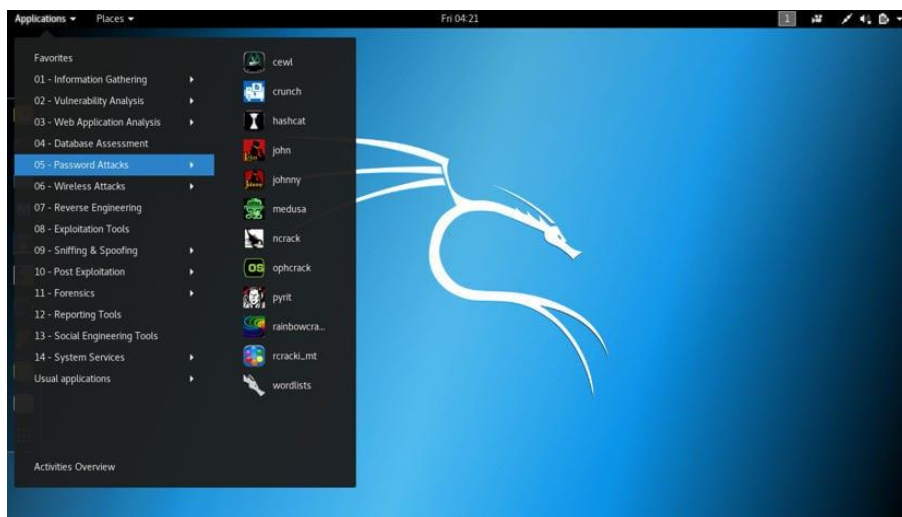 Applications Places Fri 04:21 1
Favorites
01 - Information Gathering
02 - Vulnerability Analysis
03 - Web Application Analysis
04 - Database Assessment
05 - Password Attacks
06 - Wireless Attacks
07 - Reverse Engineering
08 - Exploitation Tools
09 - Sniffing & Spoofing
10 - Post Exploitation
11 - Forensics
12 - Reporting Tools
13 - Social Engineering Tools
14 - System Services
Usual applications
Activities Overview
cewl
crunch
hashcat
john
johnny
medusa
ncrack
OS ophcrack
pyrit
rainbowcra...
rcracki_mt
wordlists